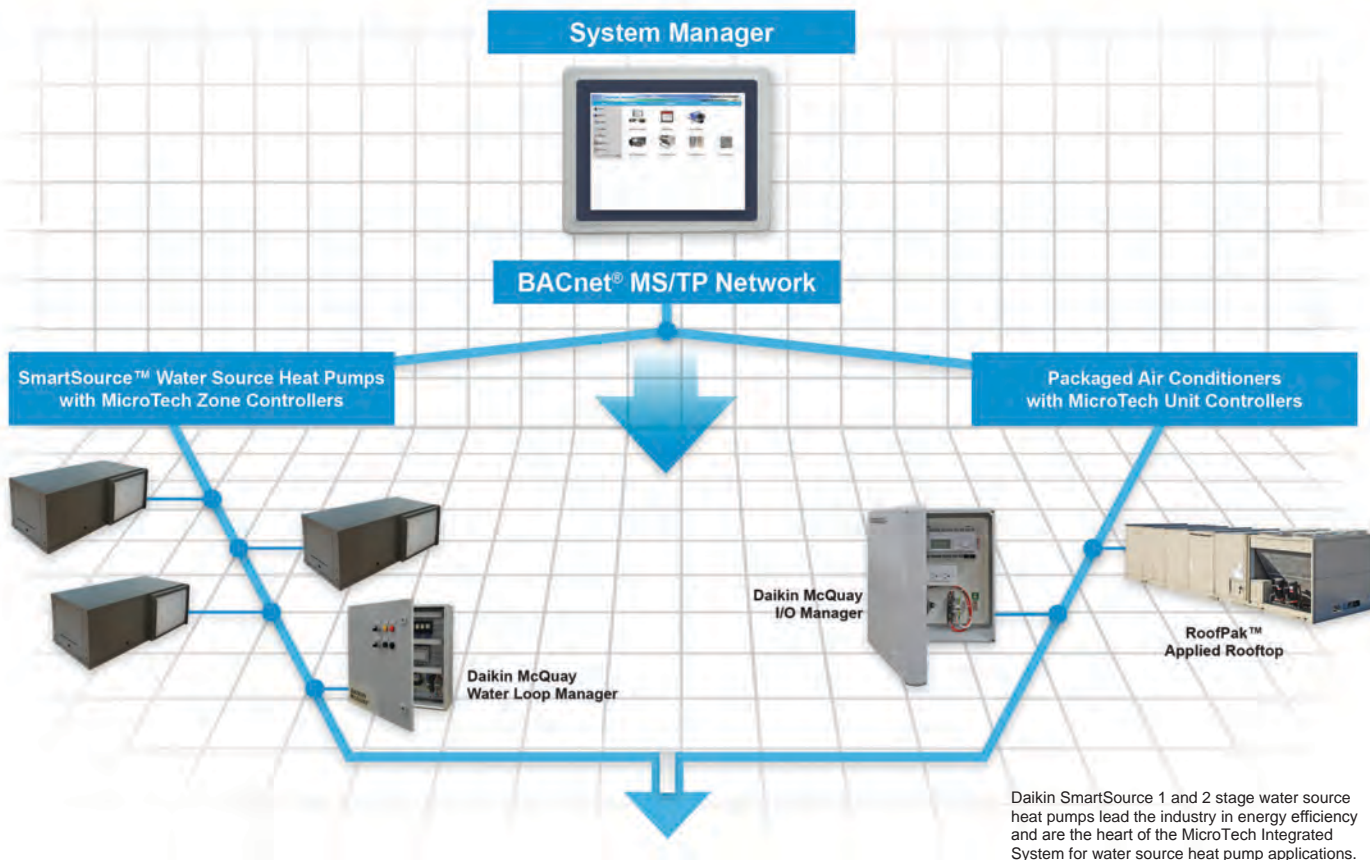 System Manager
BACnet® MS/TP Network
SmartSource™ Water Source Heat Pumps
with MicroTech Zone Controllers
Packaged Air Conditioners
with MicroTech Unit Controllers
Daikin McQuay
I/O Manager
RoofPak™
Applied Rooftop
Daikin McQuay
Water Loop Manager
Daikin SmartSource 1 and 2 stage water source
heat pumps lead the industry in energy efficiency
and are the heart of the MicroTech Integrated
System for water source heat pump applications.